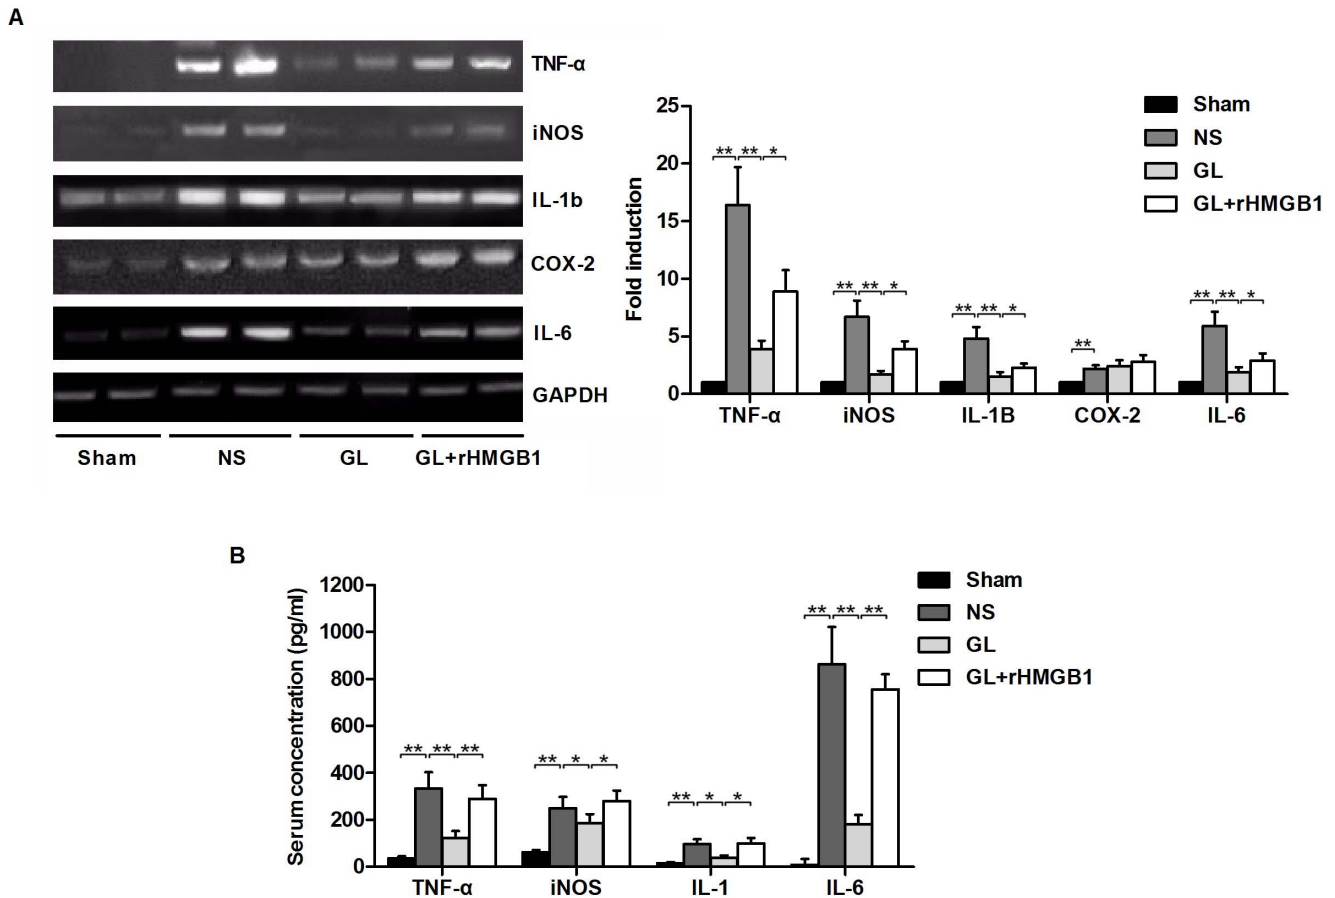 A
TNF-α
iNOS
IL-1b
COX-2
IL-6
GAPDH
Sham NS GL GL+rHMGB1
Fold induction
25
20
15
10
5
0
** ** *
** ** *
** ** *
**
** ** *
TNF-α iNOS IL-1B COX-2 IL-6
Sham
NS
GL
GL+rHMGB1
B
Serum concentration (pg/ml)
1200
1000
800
600
400
200
0
** ** **
** * *
** * *
** ** **
TNF-α iNOS IL-1 IL-6
Sham
NS
GL
GL+rHMGB1